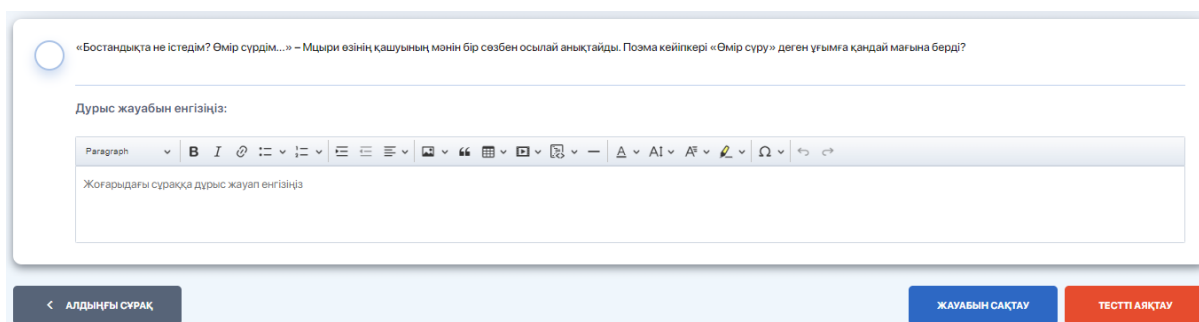 «Бостандықта не істедім? Өмір сүрдім...» – Мцыри өзінің қашуының мәнін бір сөзбен осылай анықтайды. Поэма кейіпкері «Өмір сүру» деген ұғымға қандай мағына берді?
Дұрыс жауабын енгізіңіз:
Paragraph
Жоғарыдағы сұраққа дұрыс жауап енгізіңіз
АЛДЫҢҒЫ СҰРАҚ ЖАУАБЫН САҚТАУ ТЕСТТІ АЯҚТАУ